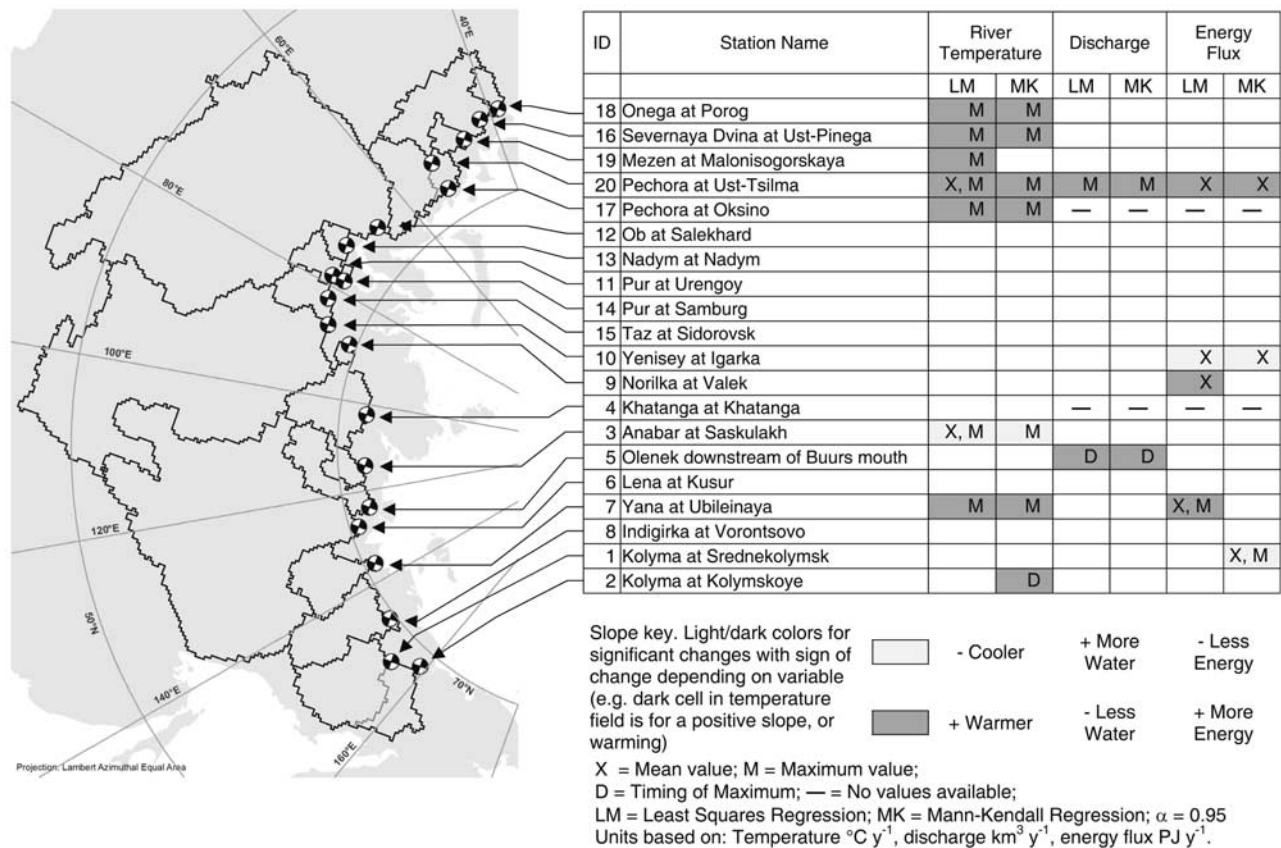 40°E
60°E
80°E
100°E
120°E
50°N
140°E
160°E
70°N
Projection: Lambert Azimuthal Equal Area
ID Station Name River Temperature Discharge Energy Flux
LM MK LM MK LM MK
18 Onega at Porog M M
16 Severnaya Dvina at Ust-Pinega M M
19 Mezen at Malonisogorskaya M
20 Pechora at Ust-Tsilma X, M M M M X X
17 Pechora at Oksino M M — — — —
12 Ob at Salekhard
13 Nadym at Nadym
11 Pur at Urengoy
14 Pur at Samburg
15 Taz at Sidorovsk
10 Yenisey at Igarka X X
9 Norilka at Valek X
4 Khatanga at Khatanga — — — —
3 Anabar at Saskulakh X, M M
5 Olenek downstream of Buurs mouth D D
6 Lena at Kusur
7 Yana at Ubileinaya M M X, M
8 Indigirka at Vorontsovo
1 Kolyma at Srednekolymsk X, M
2 Kolyma at Kolymskoye D
Slope key. Light/dark colors for
significant changes with sign of
change depending on variable
(e.g. dark cell in temperature
field is for a positive slope, or
warming)
- Cooler + More Water - Less Energy
+ Warmer - Less Water + More Energy
X = Mean value; M = Maximum value;
D = Timing of Maximum; — = No values available;
LM = Least Squares Regression; MK = Mann-Kendall Regression; α = 0.95
Units based on: Temperature °C y⁻¹, discharge km³ y⁻¹, energy flux PJ y⁻¹.